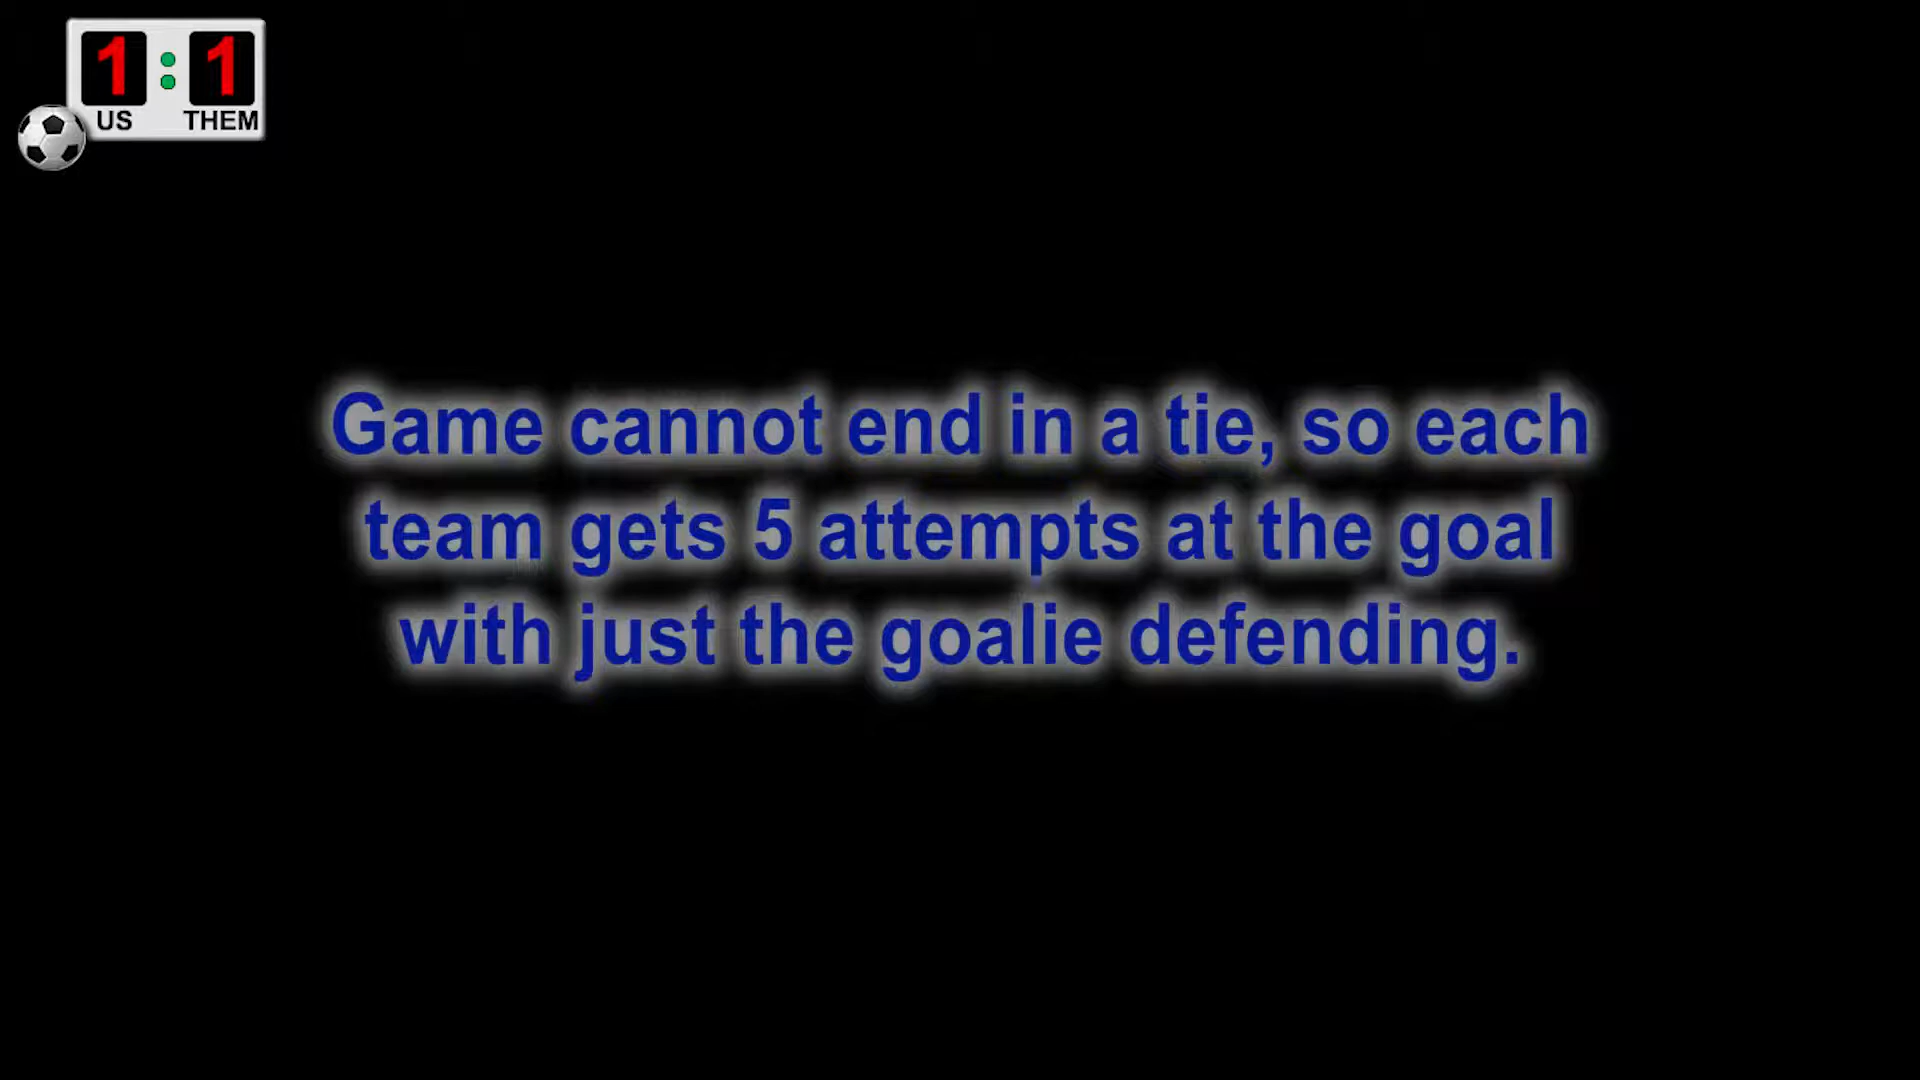 1 : 1
US THEM
Game cannot end in a tie, so each
team gets 5 attempts at the goal
with just the goalie defending.